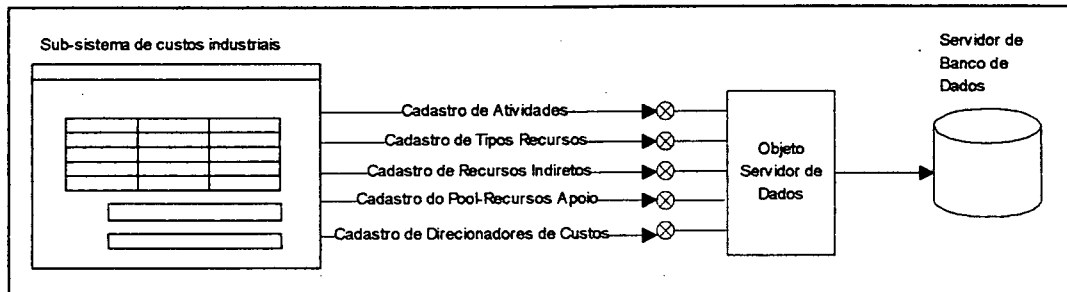 Sub-sistema de custos industriais
Servidor de
Banco de
Dados
Cadastro de Atividades
Cadastro de Tipos Recursos
Cadastro de Recursos Indiretos
Cadastro do Pool-Recursos Apoio
Cadastro de Direcionadores de Custos
Objeto
Servidor de
Dados